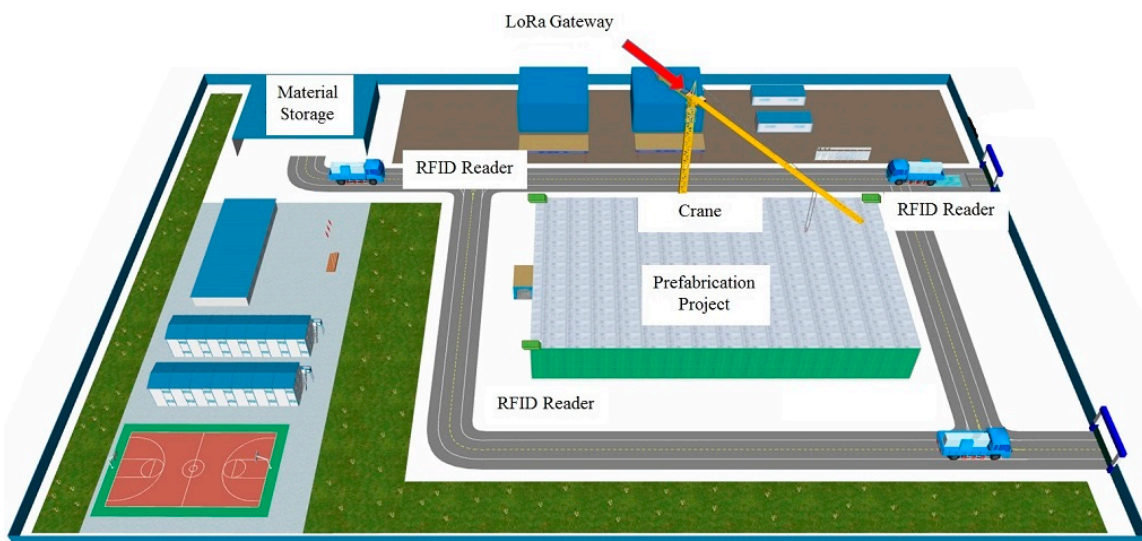 LoRa Gateway
Material
Storage
RFID Reader
Crane
RFID Reader
Prefabrication
Project
RFID Reader